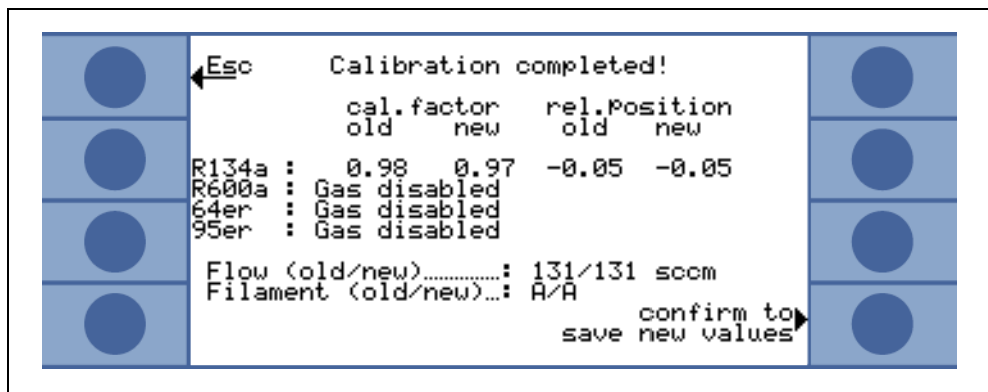 Esc Calibration completed!
cal.factor rel.Position
old new old new
R134a : 0.98 0.97 -0.05 -0.05
R600a : Gas disabled
64er : Gas disabled
95er : Gas disabled
Flow (old/new)..............: 131/131 sccm
Filament (old/new)...: A/A
confirm to
save new values